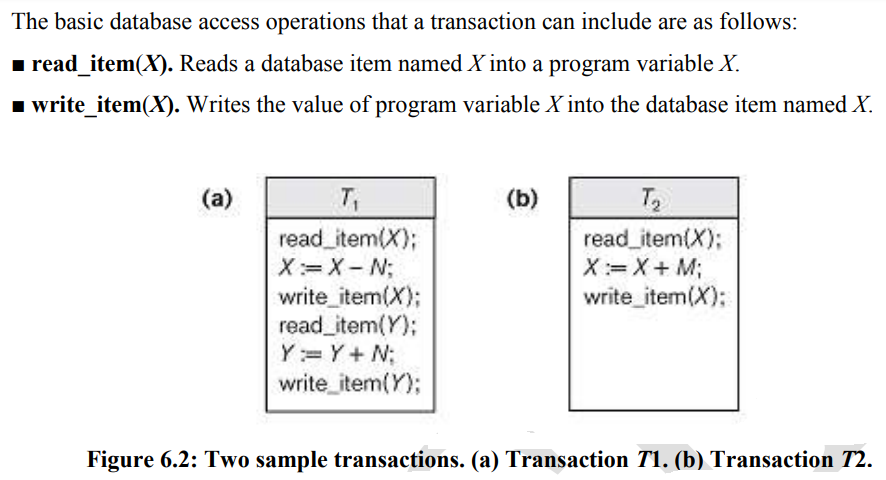 The basic database access operations that a transaction can include are as follows:
■ read_item(X). Reads a database item named X into a program variable X.
■ write_item(X). Writes the value of program variable X into the database item named X.
(a)
T1
read_item(X);
X := X – N;
write_item(X);
read_item(Y);
Y := Y + N;
write_item(Y);
(b)
T2
read_item(X);
X := X + M;
write_item(X);
Figure 6.2: Two sample transactions. (a) Transaction T1. (b) Transaction T2.